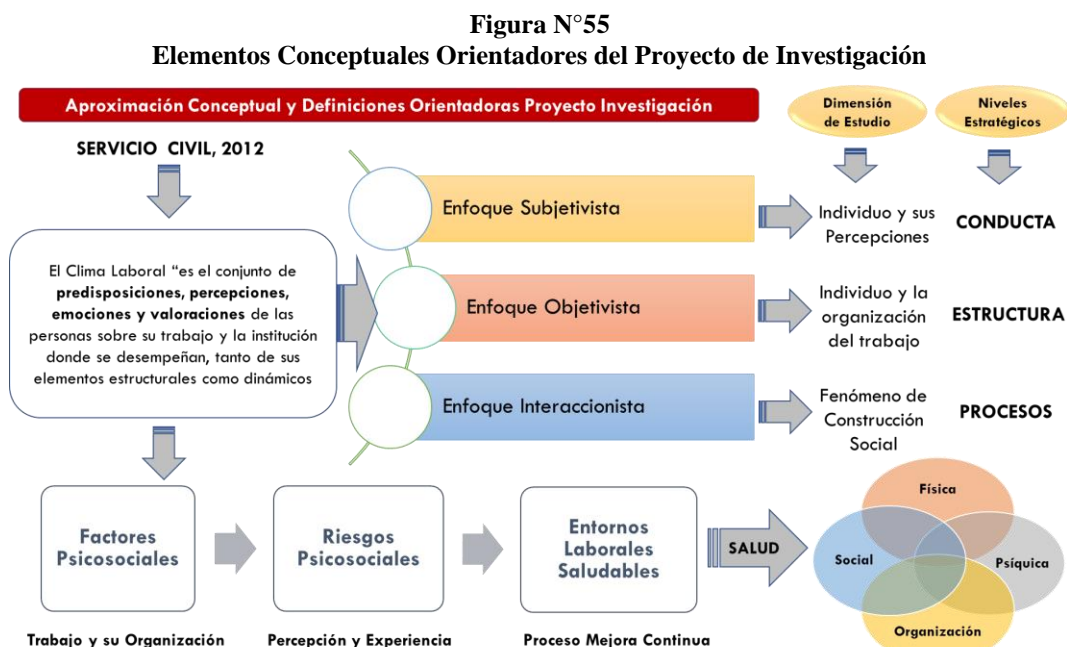 Figura N°55
Elementos Conceptuales Orientadores del Proyecto de Investigación
Aproximación Conceptual y Definiciones Orientadoras Proyecto Investigación
Dimensión
de Estudio
Niveles
Estratégicos
SERVICIO CIVIL, 2012
El Clima Laboral “es el conjunto de
predisposiciones, percepciones,
emociones y valoraciones de las
personas sobre su trabajo y la institución
donde se desempeñan, tanto de sus
elementos estructurales como dinámicos
Enfoque Subjetivista
Individuo y sus
Percepciones
CONDUCTA
Enfoque Objetivista
Individuo y la
organización
del trabajo
ESTRUCTURA
Enfoque Interaccionista
Fenómeno de
Construcción
Social
PROCESOS
Factores
Psicosociales
Riesgos
Psicosociales
Entornos
Laborales
Saludables
SALUD
Física
Social
Psíquica
Organización
Trabajo y su Organización
Percepción y Experiencia
Proceso Mejora Continua